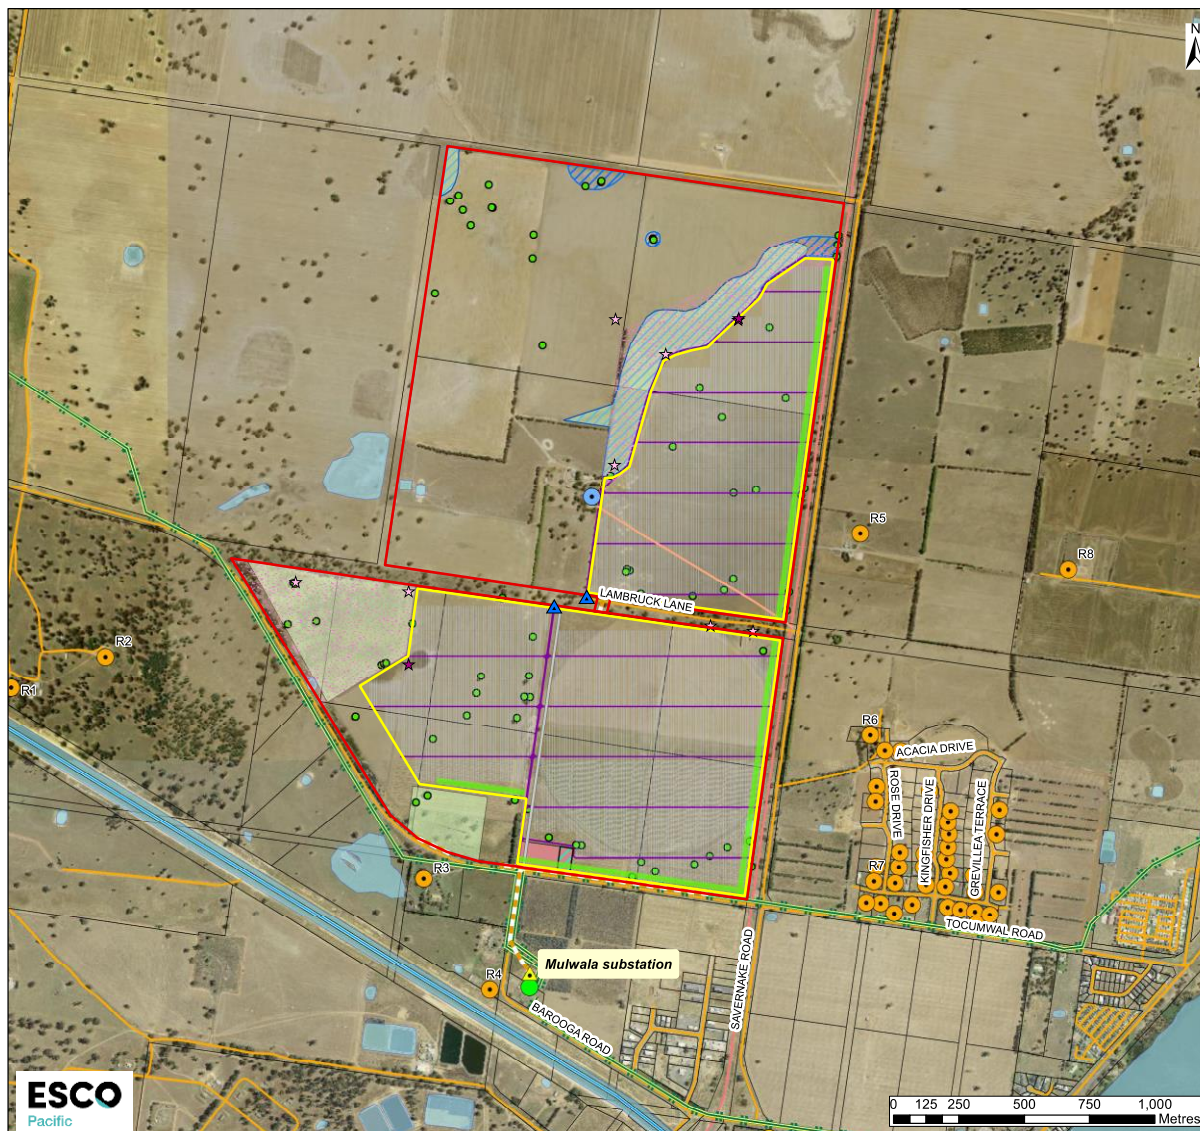 N
LAMBRUCK LANE
R5
R8
R2
R1
R6
ACACIA DRIVE
ROSE DRIVE
KINGFISHER DRIVE
GREVILLEA TERRACE
R7
R3
TOCUMWAL ROAD
Mulwala substation
R4
SAVERNAKE ROAD
BAROOGA ROAD
ESCO
Pacific
0 125 250 500 750 1,000
Metres